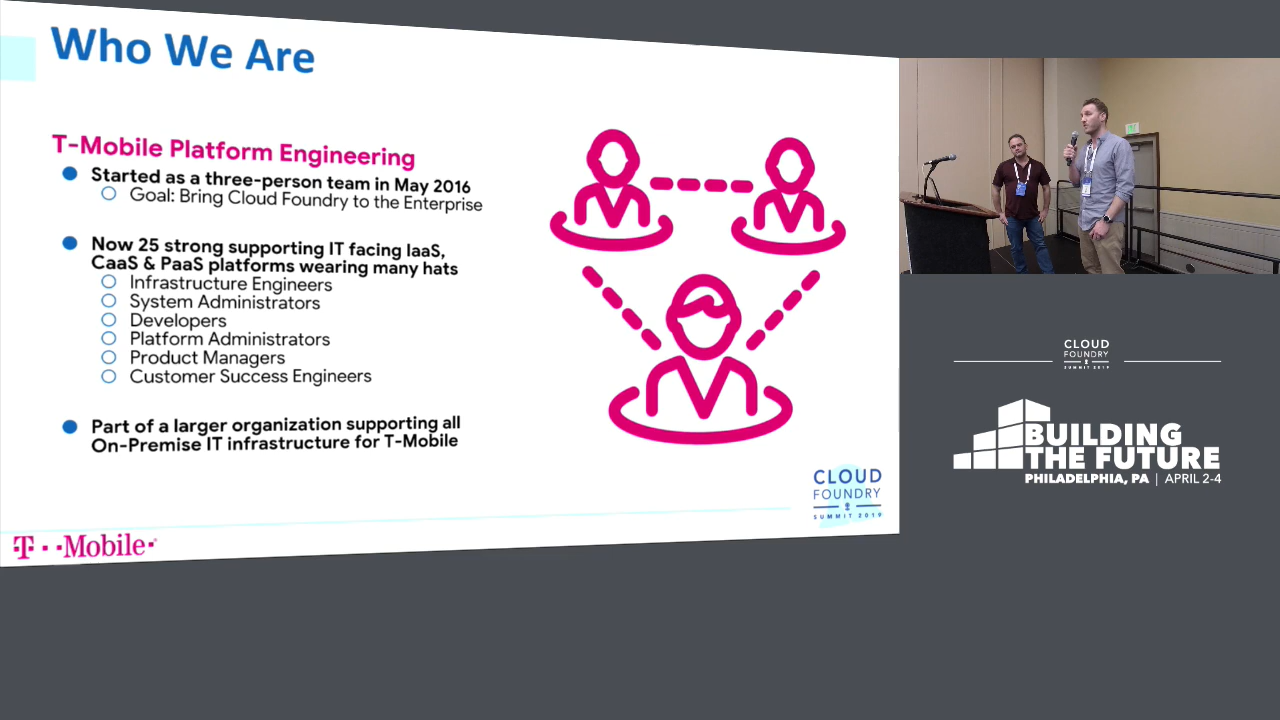 Who We Are
T-Mobile Platform Engineering
Started as a three-person team in May 2016
Goal: Bring Cloud Foundry to the Enterprise
Now 25 strong supporting IT facing IaaS,
CaaS & PaaS platforms wearing many hats
Infrastructure Engineers
System Administrators
Developers
Platform Administrators
Product Managers
Customer Success Engineers
Part of a larger organization supporting all
On-Premise IT infrastructure for T-Mobile
CLOUD
FOUNDRY
SUMMIT 2019
T··Mobile·
CLOUD
FOUNDRY
SUMMIT 2019
BUILDING
THE FUTURE
PHILADELPHIA, PA | APRIL 2-4